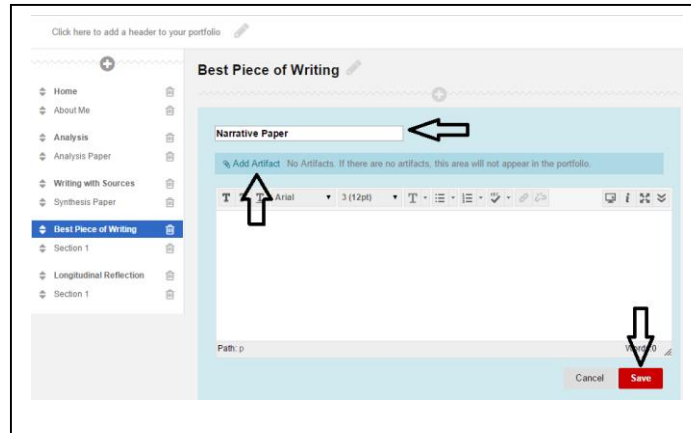 Click here to add a header to your portfolio
Home
About Me
Analysis
Analysis Paper
Writing with Sources
Synthesis Paper
Best Piece of Writing
Section 1
Longitudinal Reflection
Section 1
Best Piece of Writing
Narrative Paper
Add Artifact No Artifacts. If there are no artifacts, this area will not appear in the portfolio.
T T Arial 3 (12pt) T
Path: p
Cancel Save